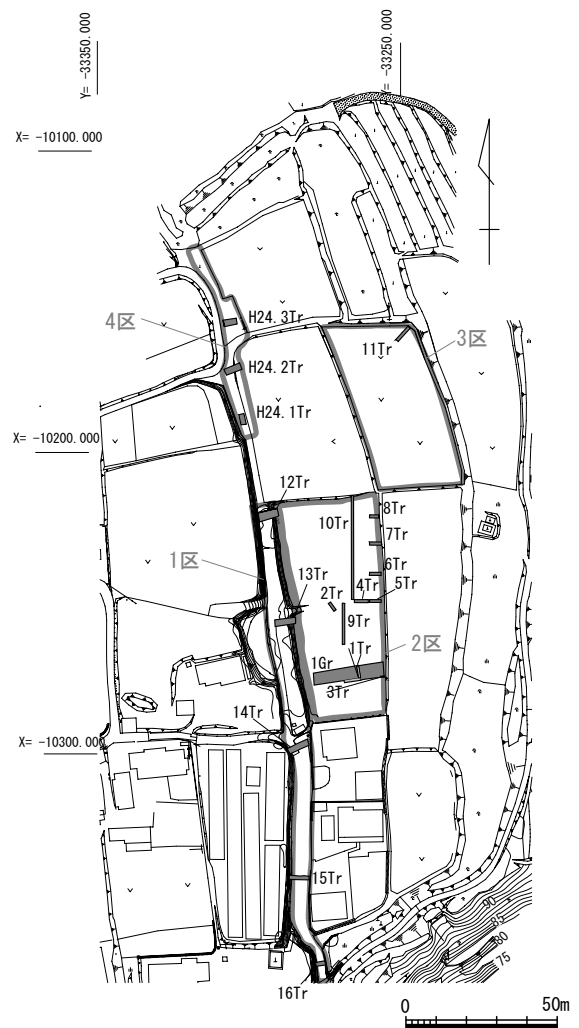 Y= -33350.000
Y= -33250.000
X= -10100.000
H24.3Tr
4区
11Tr
3区
H24.2Tr
H24.1Tr
X= -10200.000
12Tr
8Tr
10Tr
7Tr
1区
6Tr
13Tr
4Tr
5Tr
2Tr
9Tr
1Tr
2区
1Gr
3Tr
14Tr
X= -10300.000
15Tr
90
85
80
75
16Tr
0
50m